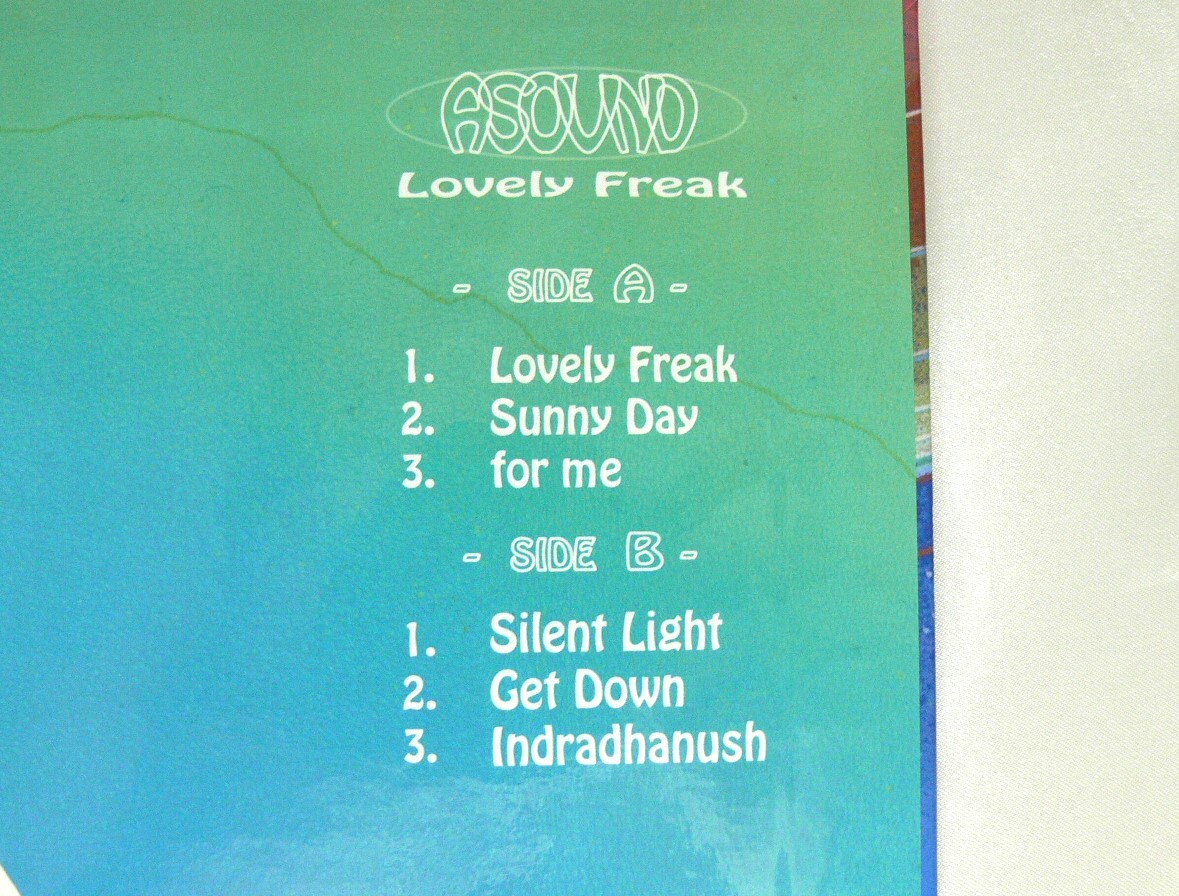 ASOUND
Lovely Freak
- SIDE A -
1. Lovely Freak
2. Sunny Day
3. for me
- SIDE B -
1. Silent Light
2. Get Down
3. Indradhanush